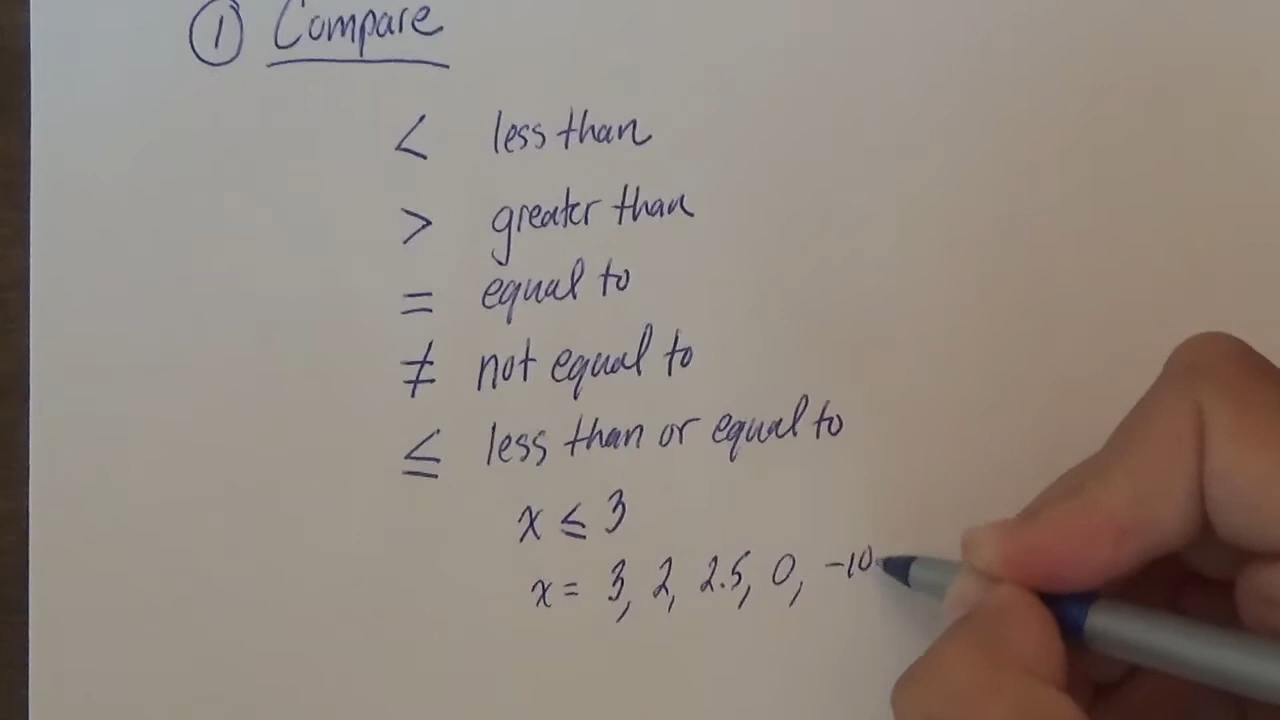 ① Compare
< less than
> greater than
= equal to
≠ not equal to
≤ less than or equal to
x ≤ 3
x = 3, 2, 2.5, 0, -10